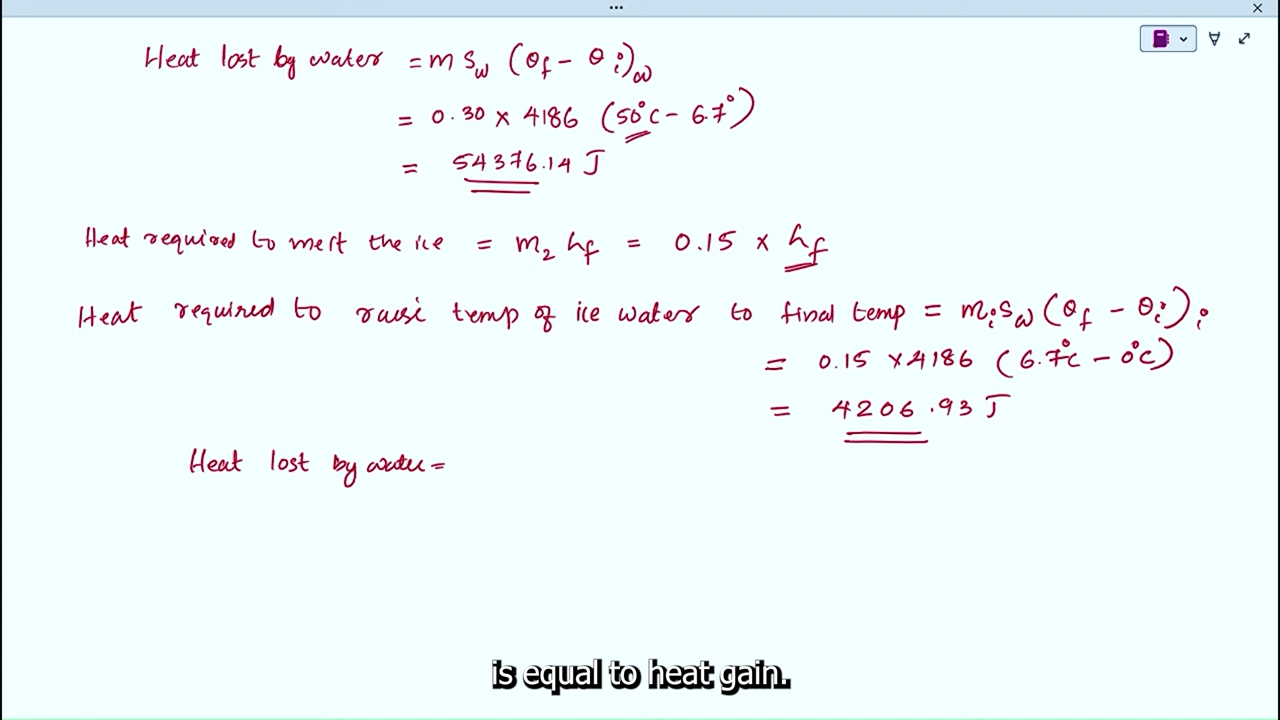 Heat lost by water = m S_w (θ_f - θ_i)_w
= 0.30 × 4186 (50°C - 6.7°)
= 54376.14 J
Heat required to melt the ice = m_2 h_f = 0.15 × h_f
Heat required to raise temp of ice water to final temp = m_i S_w (θ_f - θ_i)_i
= 0.15 × 4186 (6.7°C - 0°C)
= 4206.93 J
Heat lost by water =
is equal to heat gain.